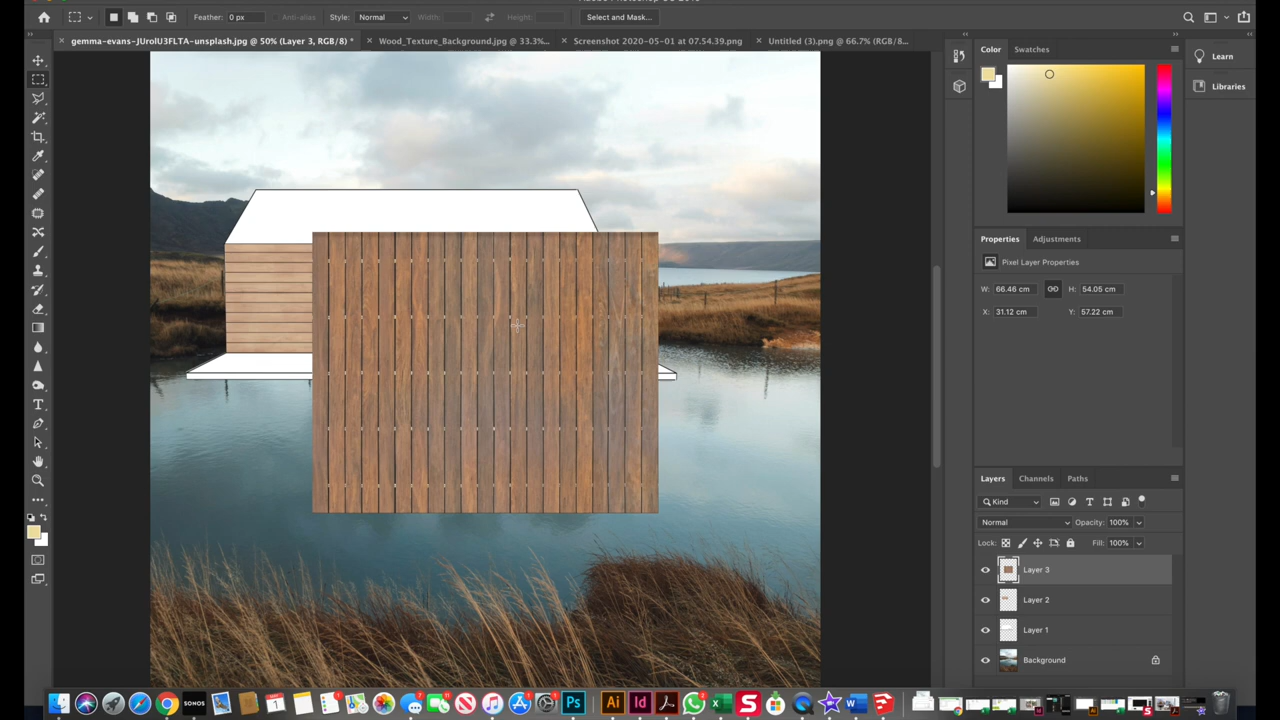 Feather: 0 px Anti-alias Style: Normal Width: Height: Select and Mask...
gemma-evans-JUrolU3FLTA-unsplash.jpg @ 50% (Layer 3, RGB/8) *
Wood_Texture_Background.jpg @ 33.3%...
Screenshot 2020-05-01 at 07.54.39.png
Untitled (3).png @ 66.7% (RGB/8...
Color Swatches
Learn
Libraries
Properties Adjustments
Pixel Layer Properties
W: 66.46 cm H: 54.05 cm
X: 31.12 cm Y: 57.22 cm
Layers Channels Paths
Kind
Normal Opacity: 100%
Lock: Fill: 100%
Layer 3
Layer 2
Layer 1
Background
SONOS
Ps
Ai
Id
X
S
W